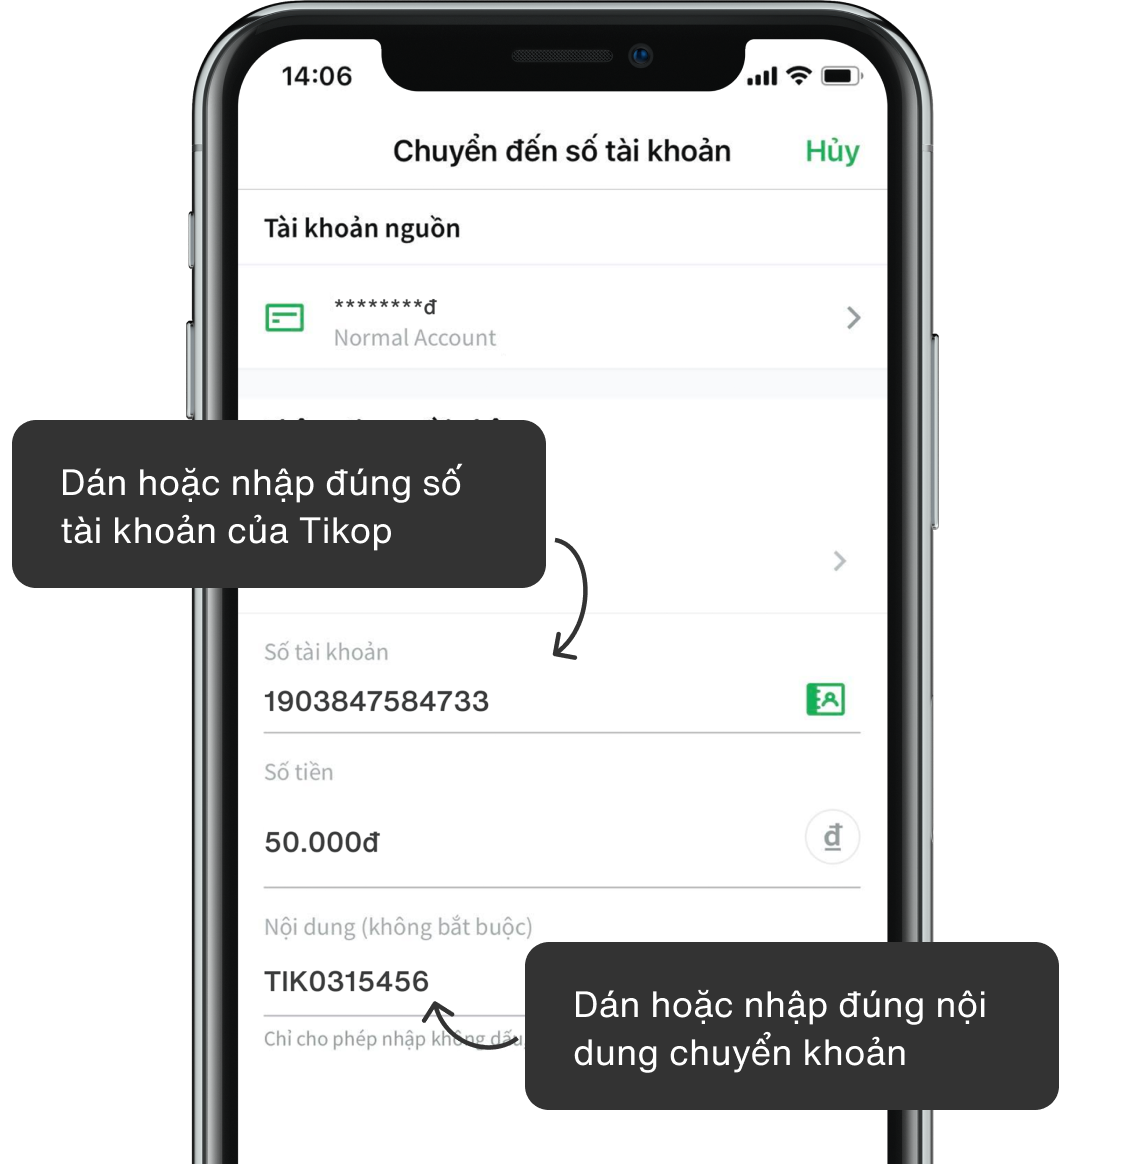 14:06
Chuyển đến số tài khoản
Hủy
Tài khoản nguồn
********đ
Normal Account
Dán hoặc nhập đúng số
tài khoản của Tikop
Số tài khoản
1903847584733
Số tiền
50.000đ
đ
Nội dung (không bắt buộc)
TIK0315456
Chỉ cho phép nhập không dấu
Dán hoặc nhập đúng nội
dung chuyển khoản